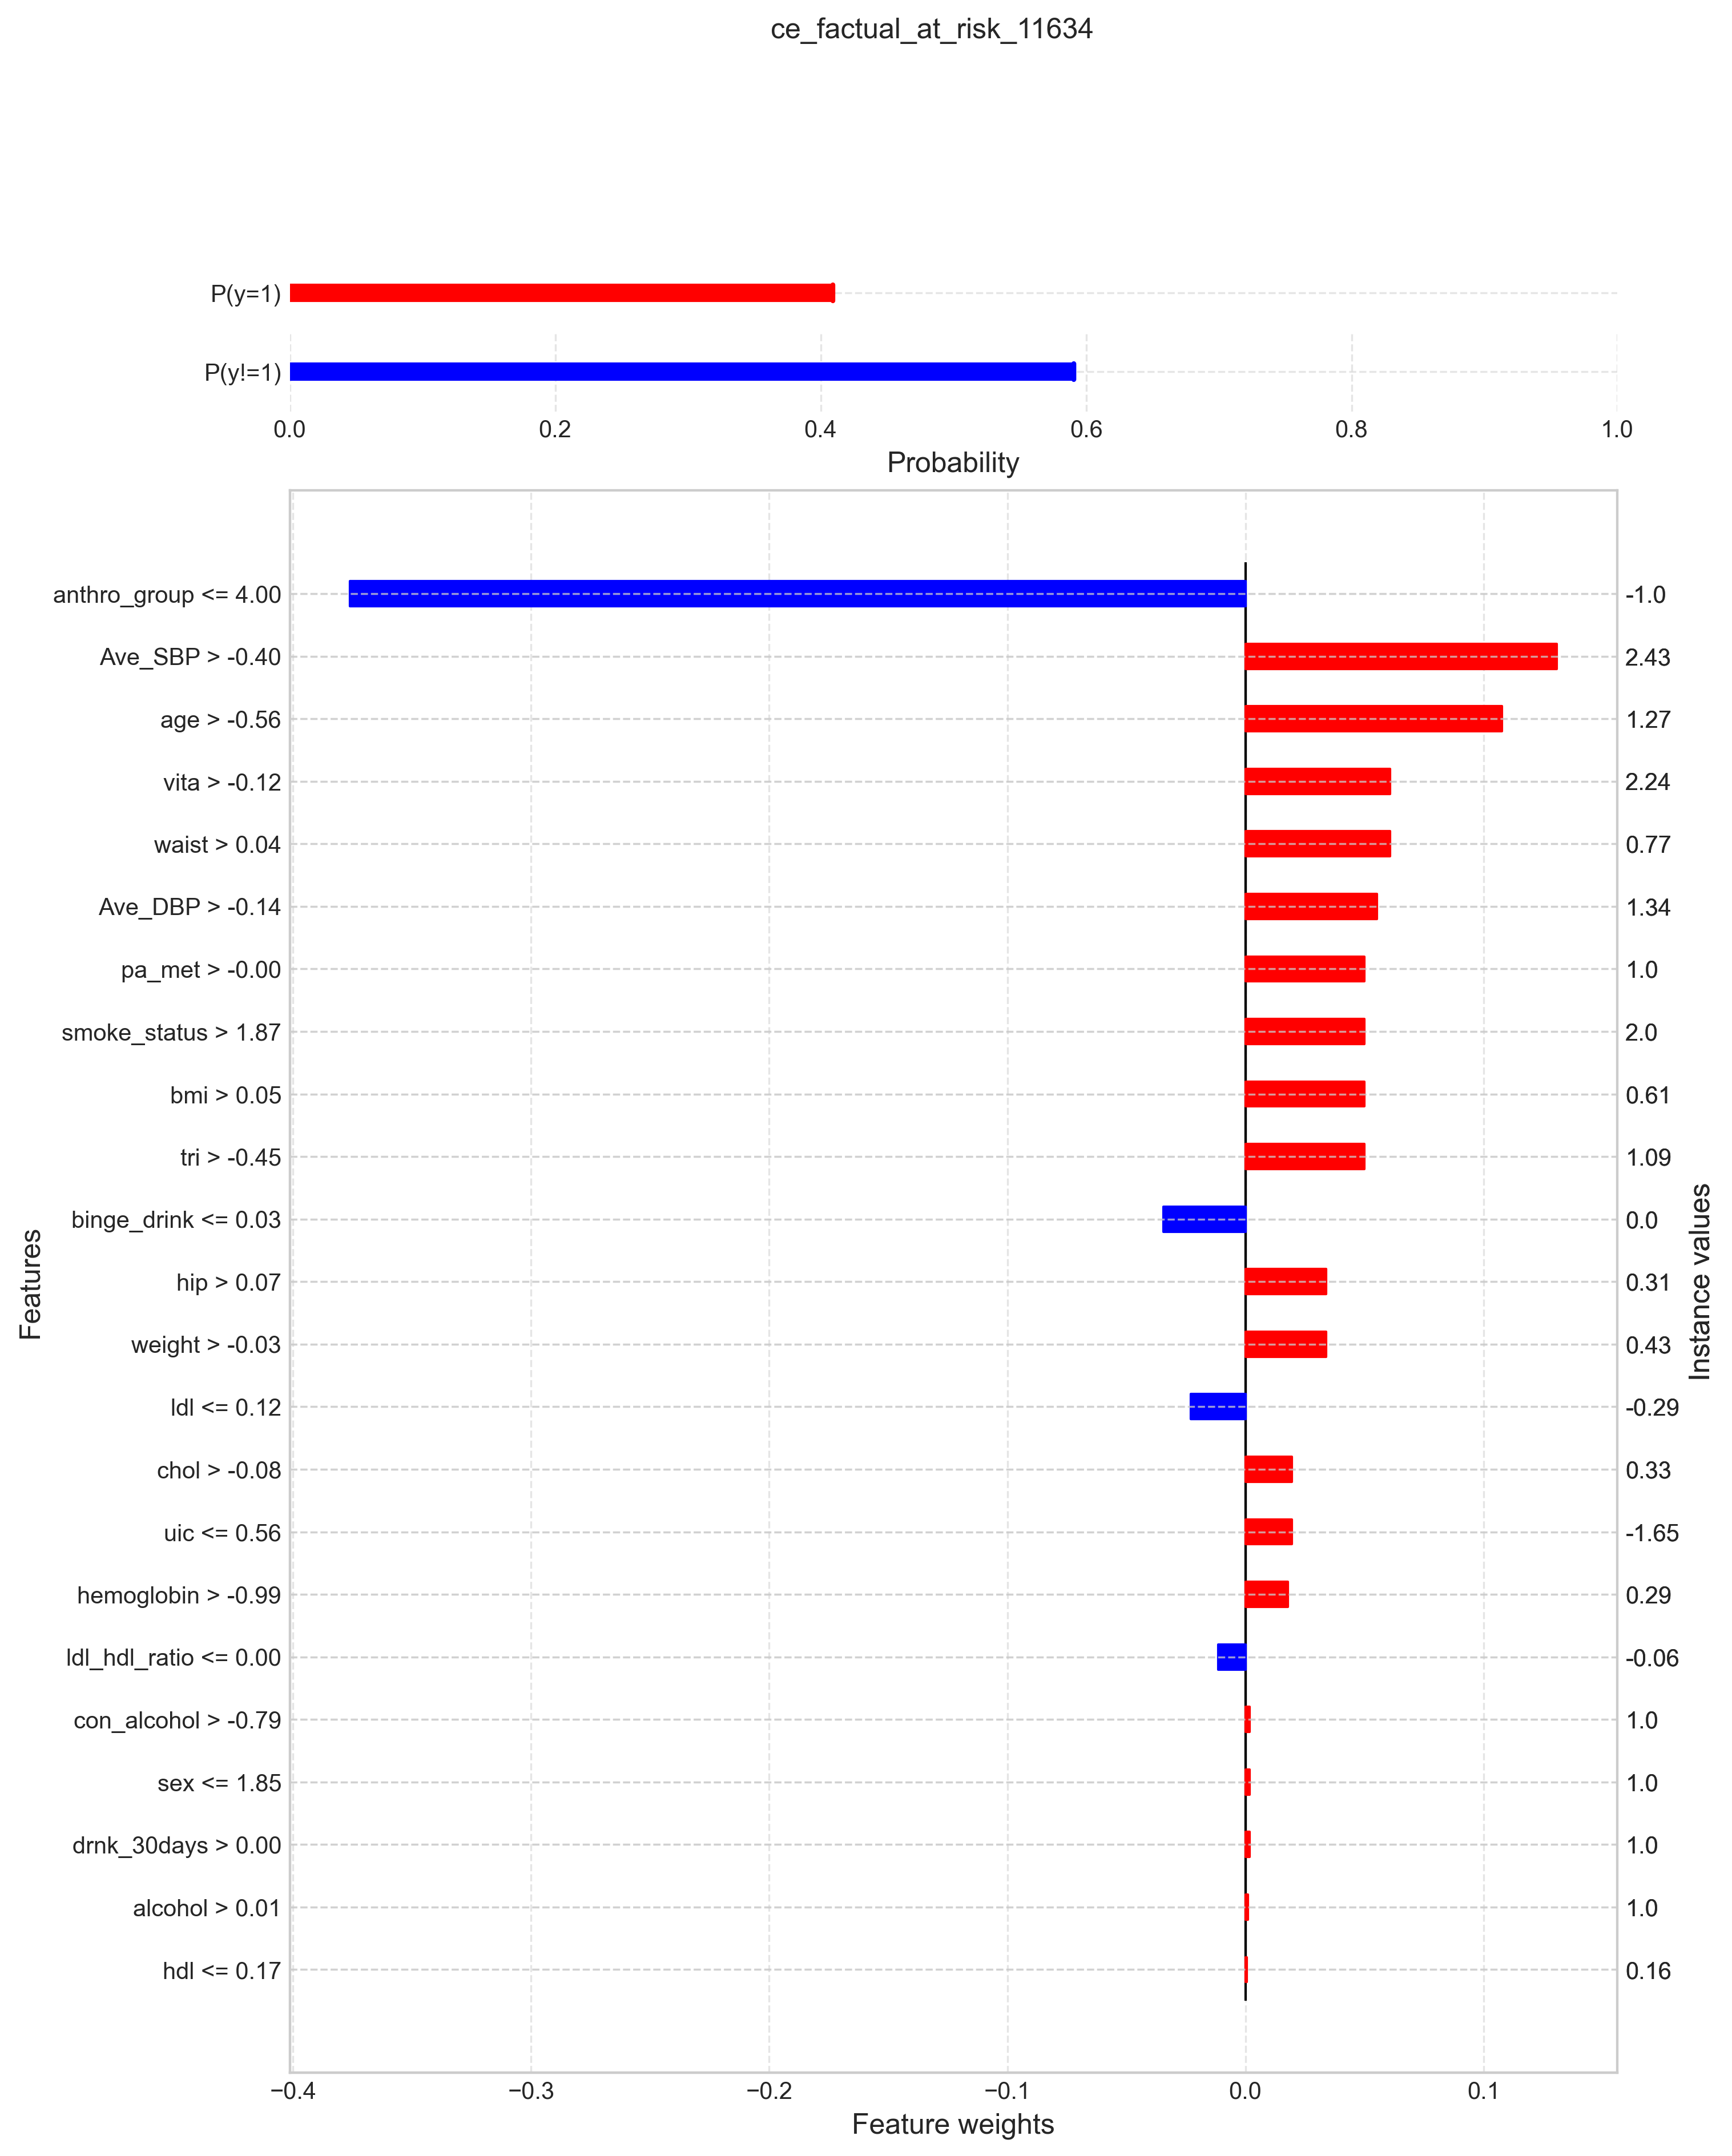 ce_factual_at_risk_11634
P(y=1)
P(y!=1)
0.0 0.2 0.4 0.6 0.8 1.0
Probability
anthro_group <= 4.00 -1.0
Ave_SBP > -0.40 2.43
age > -0.56 1.27
vita > -0.12 2.24
waist > 0.04 0.77
Ave_DBP > -0.14 1.34
pa_met > -0.00 1.0
smoke_status > 1.87 2.0
bmi > 0.05 0.61
tri > -0.45 1.09
binge_drink <= 0.03 0.0
hip > 0.07 0.31
weight > -0.03 0.43
ldl <= 0.12 -0.29
chol > -0.08 0.33
uic <= 0.56 -1.65
hemoglobin > -0.99 0.29
ldl_hdl_ratio <= 0.00 -0.06
con_alcohol > -0.79 1.0
sex <= 1.85 1.0
drnk_30days > 0.00 1.0
alcohol > 0.01 1.0
hdl <= 0.17 0.16
Features
Instance values
−0.4 −0.3 −0.2 −0.1 0.0 0.1
Feature weights